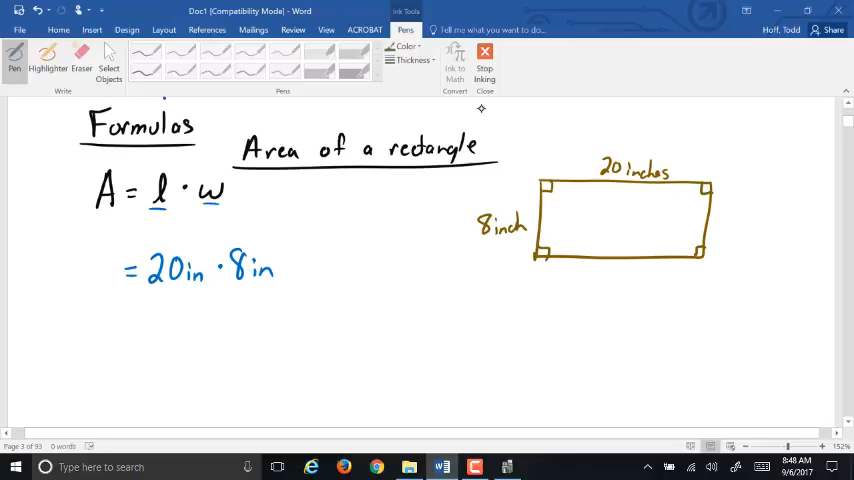 Doc1 [Compatibility Mode] - Word
Ink Tools
File Home Insert Design Layout References Mailings Review View ACROBAT Pens Tell me what you want to do... Hoff, Todd Share
Pen Highlighter Eraser Select Objects
Color
Thickness
Ink to Math
Stop Inking
Write Pens Convert Close
Formulas
Area of a rectangle
A = l · w
= 20in · 8in
20 inches
8 inch
Page 3 of 93 0 words 152%
Type here to search
8:48 AM
9/6/2017